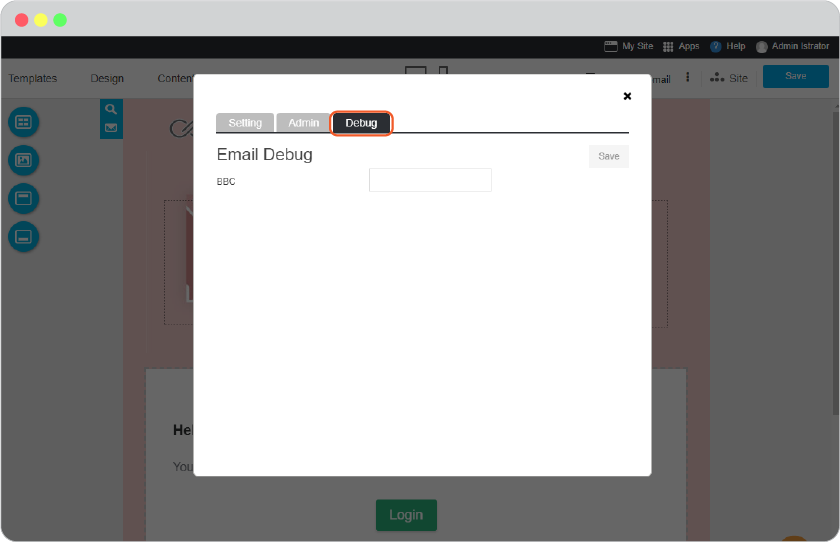 My Site Apps ? Help Admin Istrator
Templates Design Conten mail Site Save
Setting Admin Debug
Email Debug Save
BBC
Hel
You
Login